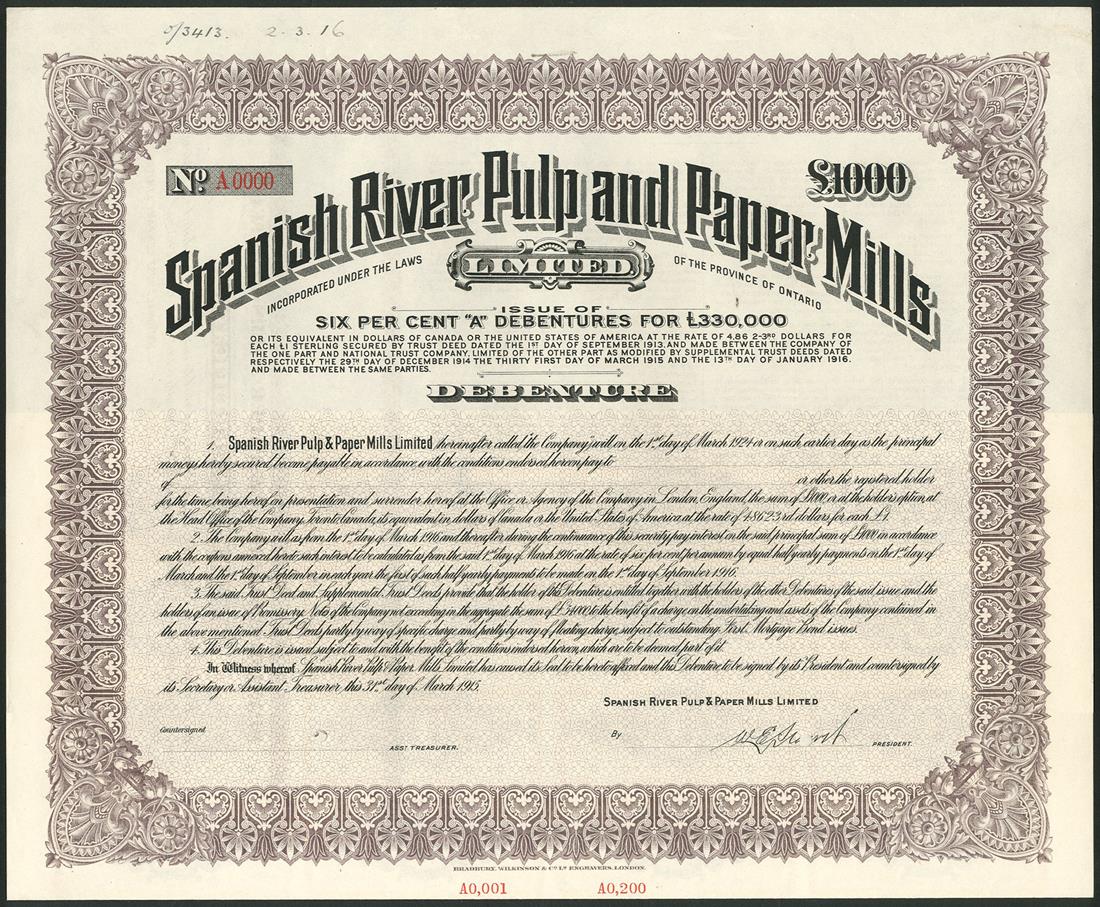 o/3413. 2. 3. 16
No. A0000
£1000
Spanish River Pulp and Paper Mills
INCORPORATED UNDER THE LAWS
LIMITED
OF THE PROVINCE OF ONTARIO
ISSUE OF
SIX PER CENT "A" DEBENTURES FOR £330,000
OR ITS EQUIVALENT IN DOLLARS OF CANADA OR THE UNITED STATES OF AMERICA AT THE RATE OF 4.86 2-3RD DOLLARS FOR
EACH £1 STERLING SECURED BY TRUST DEED DATED THE 1ST DAY OF SEPTEMBER 1913, AND MADE BETWEEN THE COMPANY OF
THE ONE PART AND NATIONAL TRUST COMPANY, LIMITED OF THE OTHER PART AS MODIFIED BY SUPPLEMENTAL TRUST DEEDS DATED
RESPECTIVELY THE 29TH DAY OF DECEMBER 1914 THE THIRTY FIRST DAY OF MARCH 1915 AND THE 13TH DAY OF JANUARY 1916.
AND MADE BETWEEN THE SAME PARTIES.
DEBENTURE
1. Spanish River Pulp & Paper Mills Limited (hereinafter called the Company) will on the 1st day of March 1924 or on such earlier day as the principal
moneys hereby secured become payable in accordance with the conditions endorsed hereon pay to
of or other the registered holder
for the time being hereof on presentation and surrender hereof at the Office or Agency of the Company in London, England, the sum of £1000 or at the holders option at
the Head Office of the Company, Toronto, Canada, its equivalent in dollars of Canada or the United States of America at the rate of 4.86 2-3rd dollars for each £1.
2. The Company will as from the 1st day of March 1916 and thereafter during the continuance of this security pay interest on the said principal sum of £1000 in accordance
with the coupons annexed hereto such interest to be calculated as from the said 1st day of March 1916 at the rate of six per cent per annum by equal half yearly payments on the 1st day of
March and the 1st day of September in each year the first of such half yearly payments to be made on the 1st day of September 1916.
3. The said Trust Deed and Supplemental Trust Deeds provide that the holder of this Debenture is entitled together with the holders of the other Debentures of the said issue and the
holders of an issue of Promissory Notes of the Company not exceeding in the aggregate the sum of to the benefit of a charge on the undertaking and assets of the Company contained in
the above mentioned Trust Deeds partly by way of specific charge and partly by way of floating charge, subject to outstanding First Mortgage Bond issues.
4. This Debenture is issued subject to and with the benefit of the conditions endorsed hereon, which are to be deemed part of it.
In Witness whereof Spanish River Pulp & Paper Mills Limited has caused its Seal to be hereto affixed and this Debenture to be signed by its President and countersigned by
its Secretary or Assistant Treasurer this 31st day of March 1915.
SPANISH RIVER PULP & PAPER MILLS LIMITED
Countersigned
ASST TREASURER.
By
PRESIDENT.
BRADBURY, WILKINSON & Co. LD. ENGRAVERS, LONDON.
A0,001 A0,200